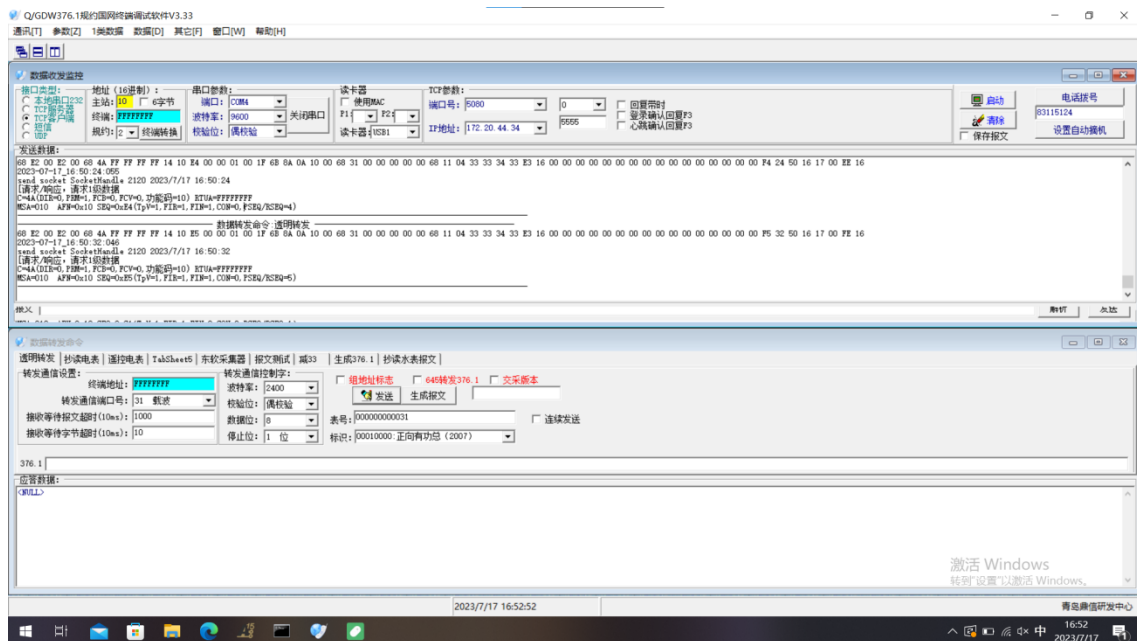 Q/GDW376.1规约国网终端调试软件V3.33
通讯[T] 参数[Z] 1类数据 数据[D] 其它[F] 窗口[W] 帮助[H]
数据收发监控
接口类型: 地址 (16进制) : 串口参数: 读卡器 TCP参数:
本地串口232 主站: 10 6字节 端口: COM4 使用MAC 端口号: 5080 0 回复带时 启动 电话拨号
TCP服务器 登录确认回复F3 83115124
TCP客户端 终端: FFFFFFFF 波特率: 9600 关闭串口 P1: P2: 5555 清除
短信 心跳确认回复F3
UDP 规约: 2 终端转换 校验位: 偶校验 读卡器: USB1 IP地址: 172. 20. 44. 34 保存报文 设置自动摘机
发送数据:
68 E2 00 E2 00 68 4A FF FF FF FF 14 10 E4 00 00 01 00 1F 6B 8A 0A 10 00 68 31 00 00 00 00 00 68 11 04 33 33 34 33 E3 16 00 00 00 00 00 00 00 00 00 00 00 00 00 00 00 F4 24 50 16 17 00 EE 16
2023-07-17_16:50:24:055
send socket SocketHandle 2120 2023/7/17 16:50:24
[请求/响应, 请求1级数据
C=4A(DIR=0, PRM=1, FCB=0, FCV=0, 功能码=10) RTUA=FFFFFFFF
MSA=010 AFN=0x10 SEQ=0xE4(TpV=1, FIR=1, FIN=1, CON=0, PSEQ/RSEQ=4)
数据转发命令:透明转发
68 E2 00 E2 00 68 4A FF FF FF FF 14 10 E5 00 00 01 00 1F 6B 8A 0A 10 00 68 31 00 00 00 00 00 68 11 04 33 33 34 33 E3 16 00 00 00 00 00 00 00 00 00 00 00 00 00 00 00 F5 32 50 16 17 00 FE 16
2023-07-17_16:50:32:046
send socket SocketHandle 2120 2023/7/17 16:50:32
[请求/响应, 请求1级数据
C=4A(DIR=0, PRM=1, FCB=0, FCV=0, 功能码=10) RTUA=FFFFFFFF
MSA=010 AFN=0x10 SEQ=0xE5(TpV=1, FIR=1, FIN=1, CON=0, PSEQ/RSEQ=5)
报文 解析 发送
数据转发命令
透明转发 抄读电表 遥控电表 TabSheet5 东软采集器 报文测试 减33 生成376.1 抄读水表报文
转发通信设置: 转发通信控制字: 组地址标志 645转发376.1 交采版本
终端地址: FFFFFFFF 波特率: 2400 发送 生成报文
转发通信端口号: 31 载波 校验位: 偶校验
接收等待报文超时(10ms): 1000 数据位: 8 表号: 000000000031 连续发送
接收等待字节超时(10ms): 10 停止位: 1 位 标识: 00010000:正向有功总 (2007)
376.1
应答数据:
<NULL>
激活 Windows
转到"设置"以激活 Windows。
2023/7/17 16:52:52 青岛鼎信研发中心
中 16:52
2023/7/17